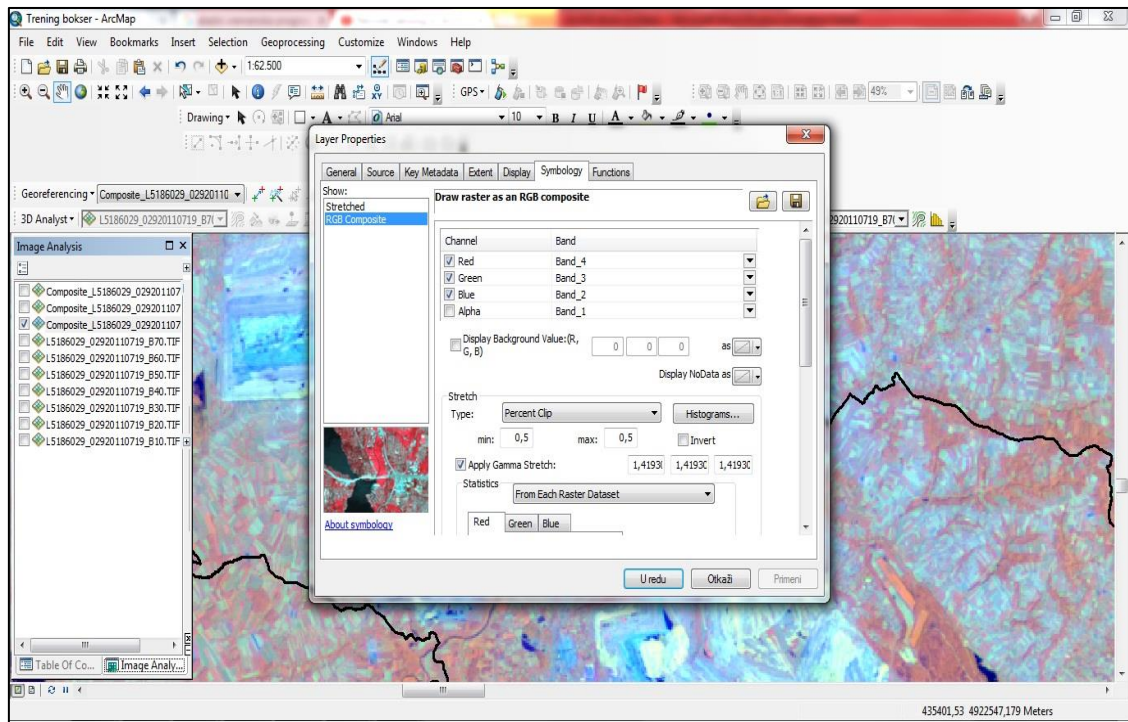 Trening bokser - ArcMap
File Edit View Bookmarks Insert Selection Geoprocessing Customize Windows Help
1:62.500
GPS
49%
Drawing A Arial 10 B I U A
Layer Properties
General Source Key Metadata Extent Display Symbology Functions
Georeferencing Composite_L5186029_02920110
3D Analyst L5186029_02920110719_B7(
2920110719_B7(
Show:
Stretched
RGB Composite
Draw raster as an RGB composite
Channel Band
Red Band_4
Green Band_3
Blue Band_2
Alpha Band_1
Display Background Value:(R,
G, B) 0 0 0 as
Display NoData as
Stretch
Type: Percent Clip Histograms...
min: 0,5 max: 0,5 Invert
Apply Gamma Stretch: 1,4193( 1,4193( 1,4193(
Statistics
From Each Raster Dataset
Red Green Blue
About symbology
U redu Otkaži Primeni
Image Analysis
Composite_L5186029_029201107
Composite_L5186029_029201107
Composite_L5186029_029201107
L5186029_02920110719_B70.TIF
L5186029_02920110719_B60.TIF
L5186029_02920110719_B50.TIF
L5186029_02920110719_B40.TIF
L5186029_02920110719_B30.TIF
L5186029_02920110719_B20.TIF
L5186029_02920110719_B10.TIF
Table Of Co... Image Analy...
435401,53 4922547,179 Meters